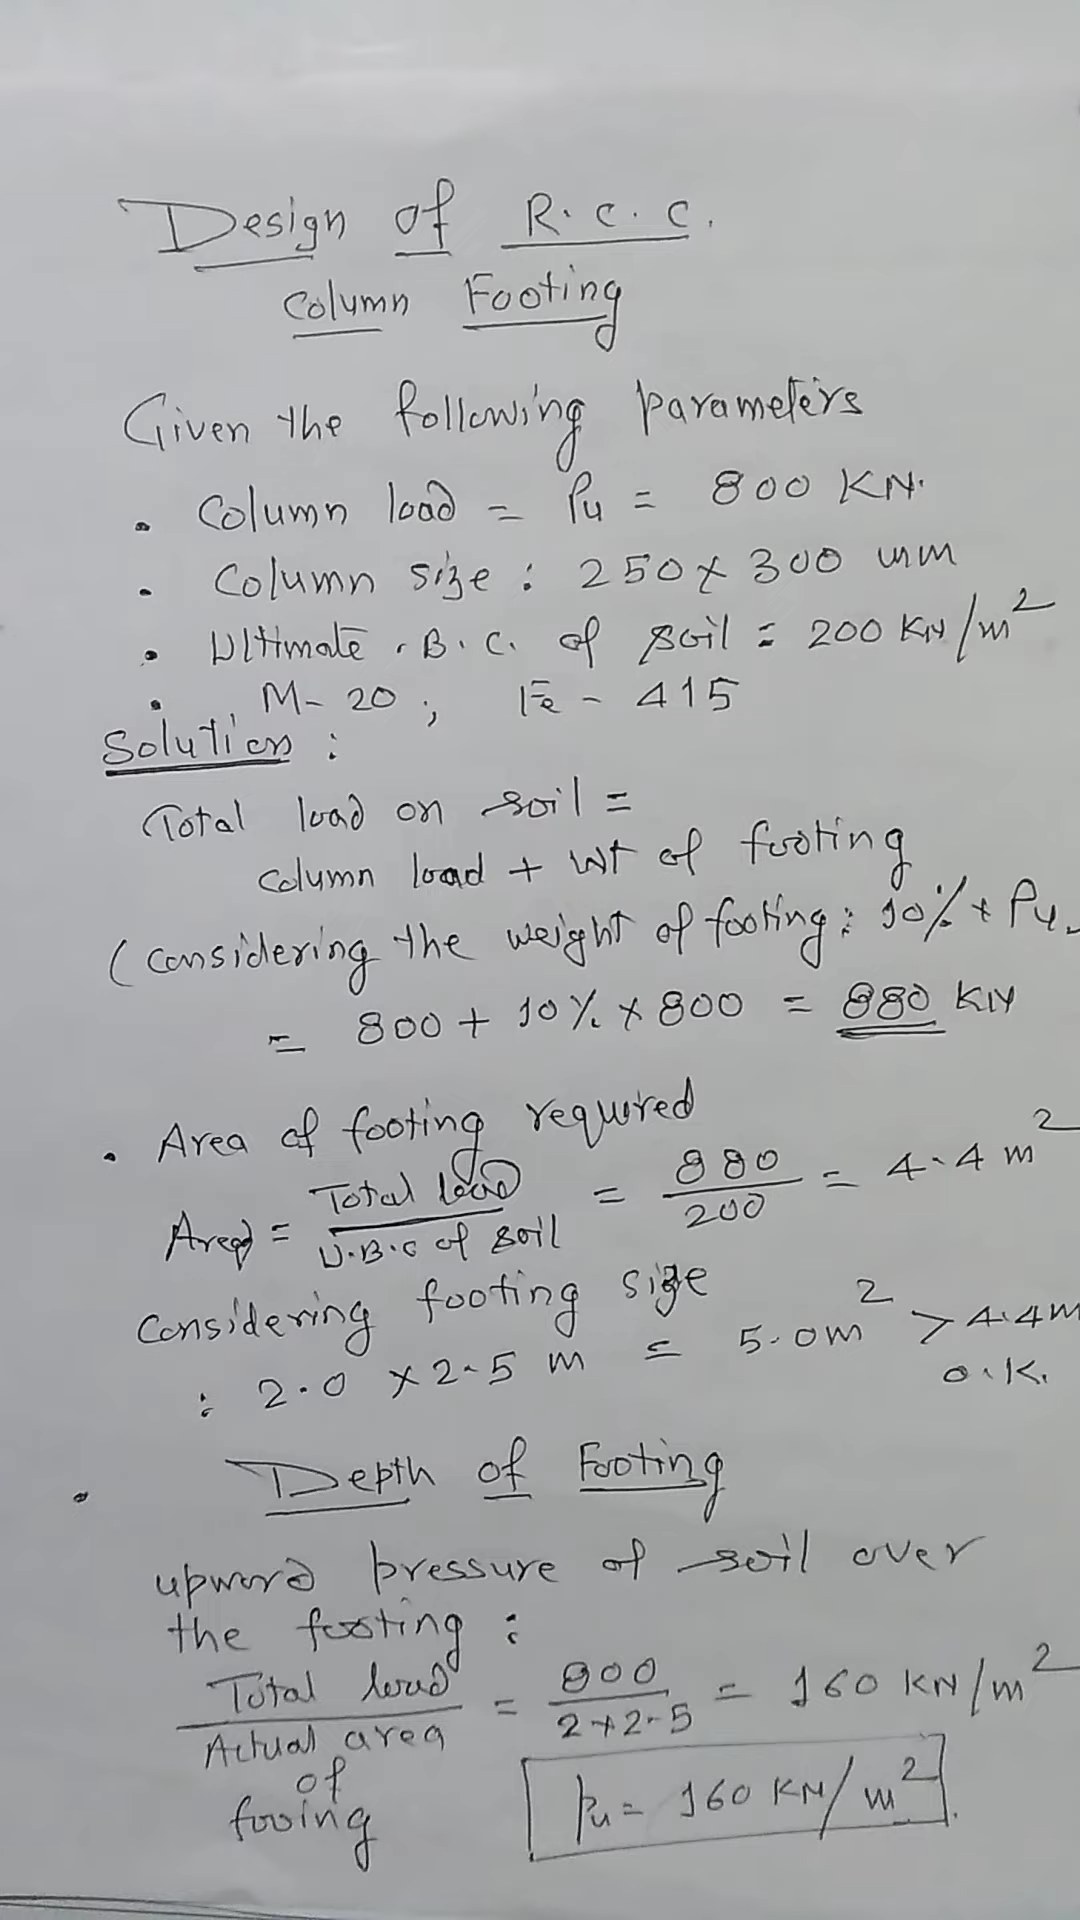 Design of R.C.C.
Column Footing
Given the following parameters
• Column load = Pu = 800 KN.
• Column size : 250 x 300 mm
• Ultimate .B.C. of soil = 200 KN/m²
• M-20 ; Fe - 415
Solution :
Total load on soil =
Column load + wt of footing
(Considering the weight of footing : 10% * Pu
= 800 + 10% x 800 = 880 KN
• Area of footing required
Areqd = Total load / U.B.C of soil = 880 / 200 = 4.4 m²
Considering footing size
: 2.0 x 2.5 m = 5.0m² > 4.4m
O.K.
• Depth of Footing
upward pressure of soil over
the footing :
Total load / Actual area of fooing = 800 / 2x2.5 = 160 KN/m²
Pu = 160 KN/m².